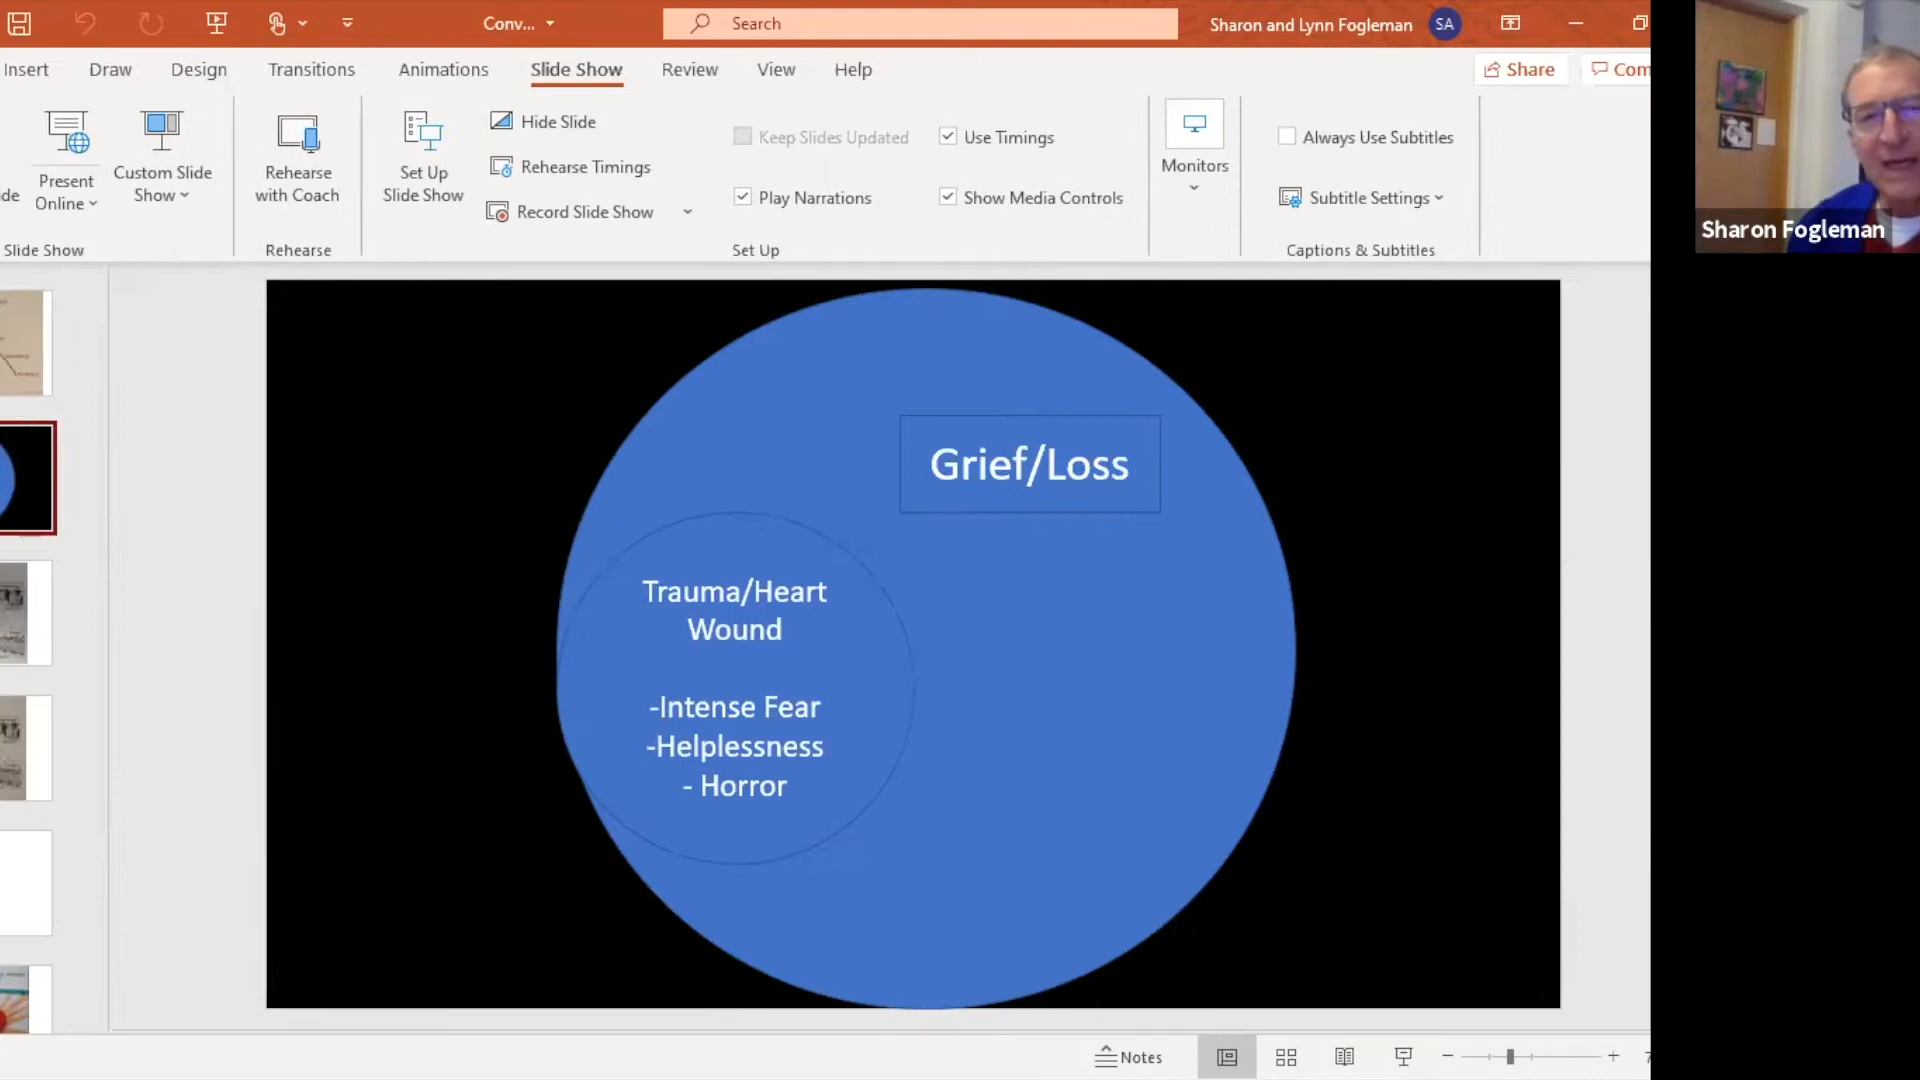 Conv...
Search
Sharon and Lynn Fogleman
SA
Insert
Draw
Design
Transitions
Animations
Slide Show
Review
View
Help
Share
Com
Present
Online
Custom Slide
Show
Slide Show
Rehearse
with Coach
Rehearse
Set Up
Slide Show
Hide Slide
Rehearse Timings
Record Slide Show
Keep Slides Updated
Play Narrations
Use Timings
Show Media Controls
Set Up
Monitors
Always Use Subtitles
Subtitle Settings
Captions & Subtitles
Sharon Fogleman
Grief/Loss
Trauma/Heart
Wound
-Intense Fear
-Helplessness
- Horror
Notes